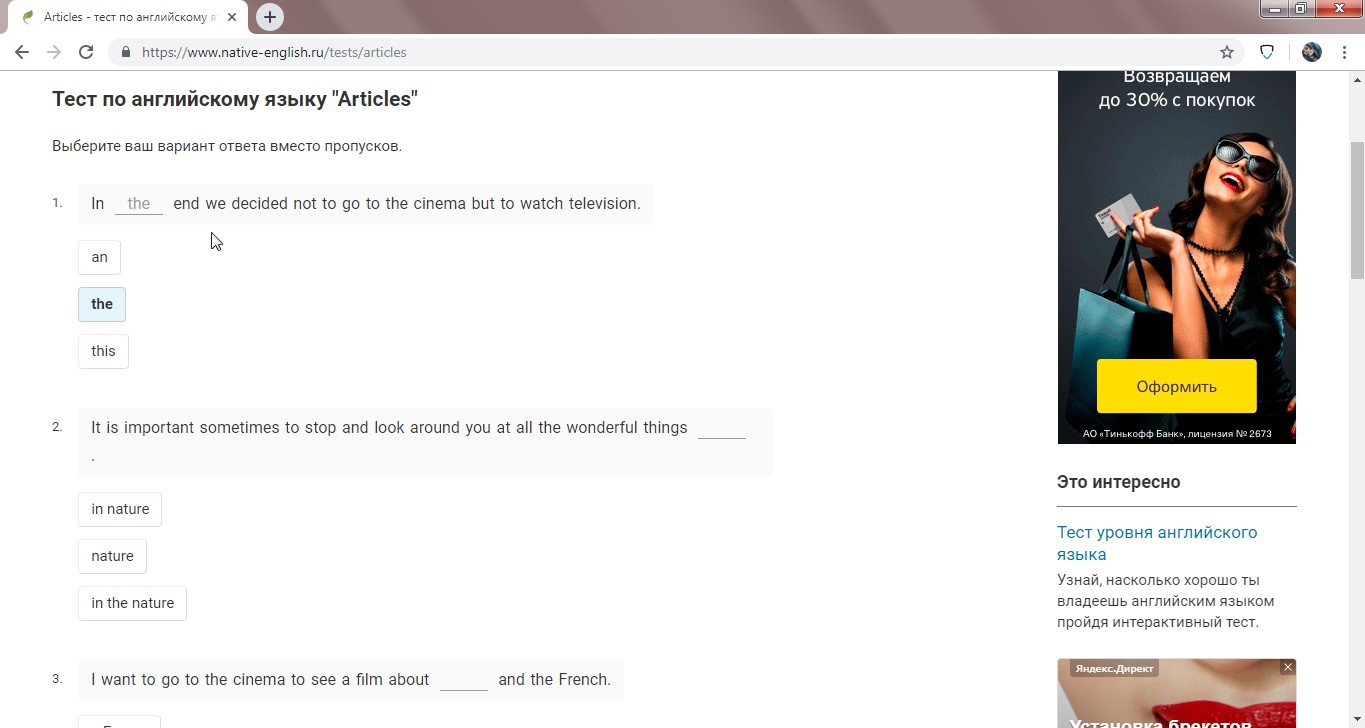 Articles - тест по английскому я
https://www.native-english.ru/tests/articles
Тест по английскому языку "Articles"
Выберите ваш вариант ответа вместо пропусков.
1. In the end we decided not to go to the cinema but to watch television.
an
the
this
2. It is important sometimes to stop and look around you at all the wonderful things
.
in nature
nature
in the nature
3. I want to go to the cinema to see a film about and the French.
Возвращаем
до 30% с покупок
Оформить
АО «Тинькофф Банк», лицензия № 2673
Это интересно
Тест уровня английского
языка
Узнай, насколько хорошо ты
владеешь английским языком
пройдя интерактивный тест.
Яндекс.Директ
Установка брекетов